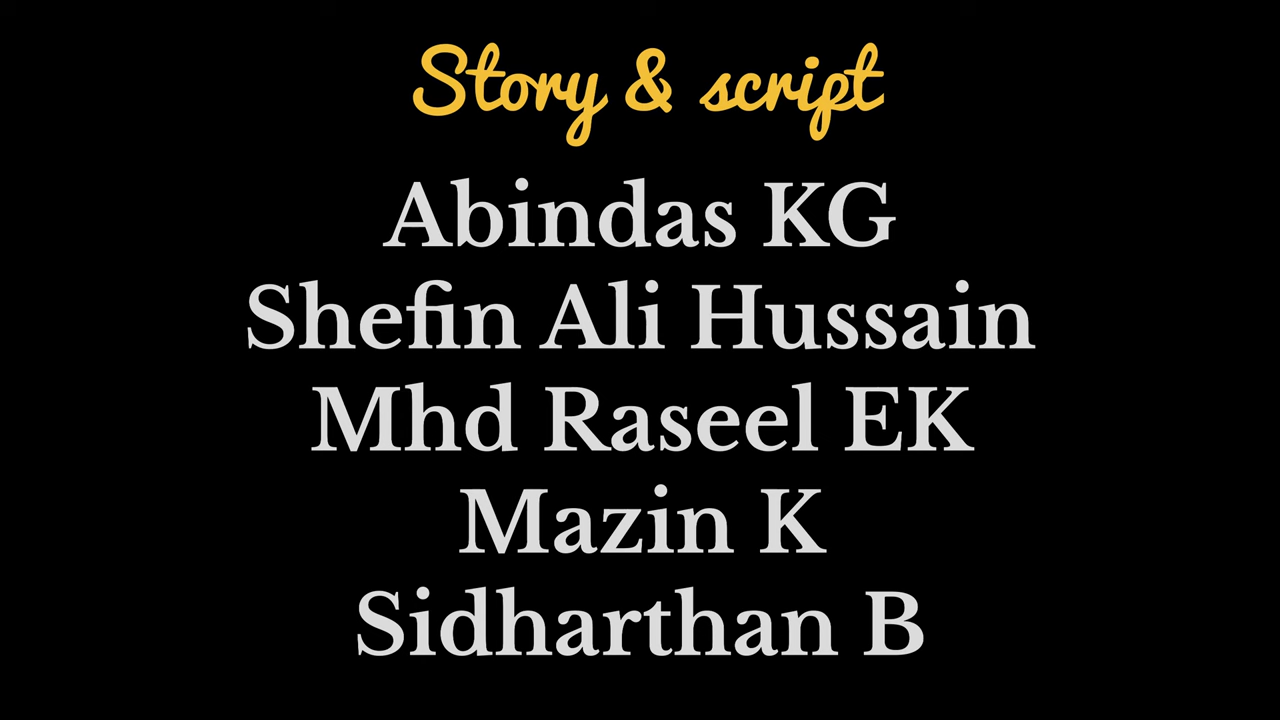 Story & script
Abindas KG
Shefin Ali Hussain
Mhd Raseel EK
Mazin K
Sidharthan B